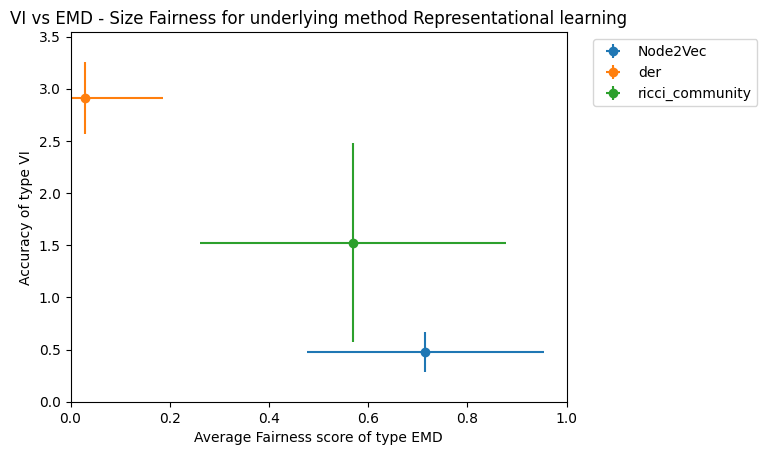 VI vs EMD - Size Fairness for underlying method Representational learning
Node2Vec
der
ricci_community
Accuracy of type VI
3.5
3.0
2.5
2.0
1.5
1.0
0.5
0.0
0.0 0.2 0.4 0.6 0.8 1.0
Average Fairness score of type EMD